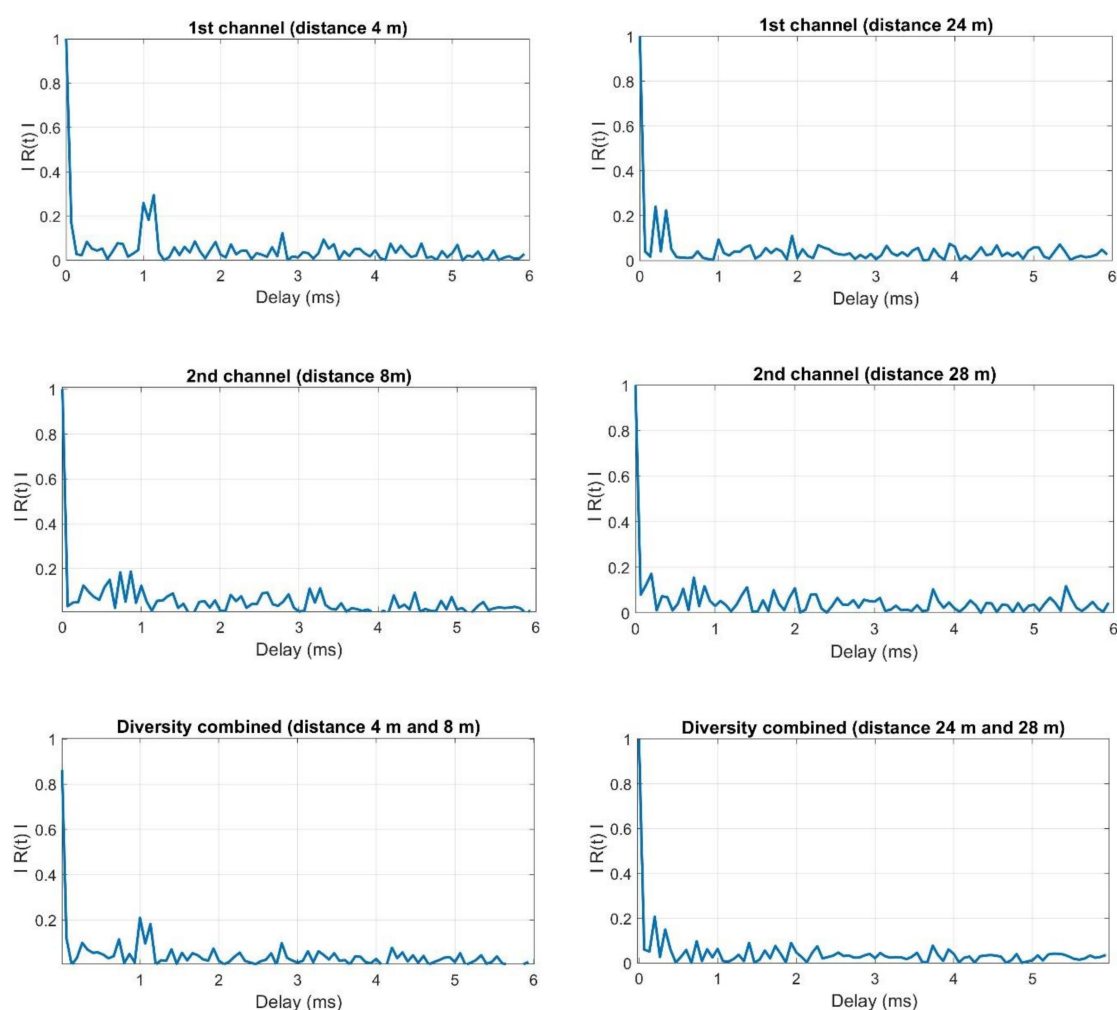 1st channel (distance 4 m)
1
0.8
0.6
0.4
0.2
0
I R(t) I
0 1 2 3 4 5 6
Delay (ms)
1st channel (distance 24 m)
1
0.8
0.6
0.4
0.2
0
I R(t) I
0 1 2 3 4 5 6
Delay (ms)
2nd channel (distance 8m)
1
0.8
0.6
0.4
0.2
I R(t) I
0 1 2 3 4 5 6
Delay (ms)
2nd channel (distance 28 m)
1
0.8
0.6
0.4
0.2
0
I R(t) I
0 1 2 3 4 5 6
Delay (ms)
Diversity combined (distance 4 m and 8 m)
1
0.8
0.6
0.4
0.2
I R(t) I
0 1 2 3 4 5 6
Delay (ms)
Diversity combined (distance 24 m and 28 m)
1
0.8
0.6
0.4
0.2
0
I R(t) I
0 1 2 3 4 5 6
Delay (ms)